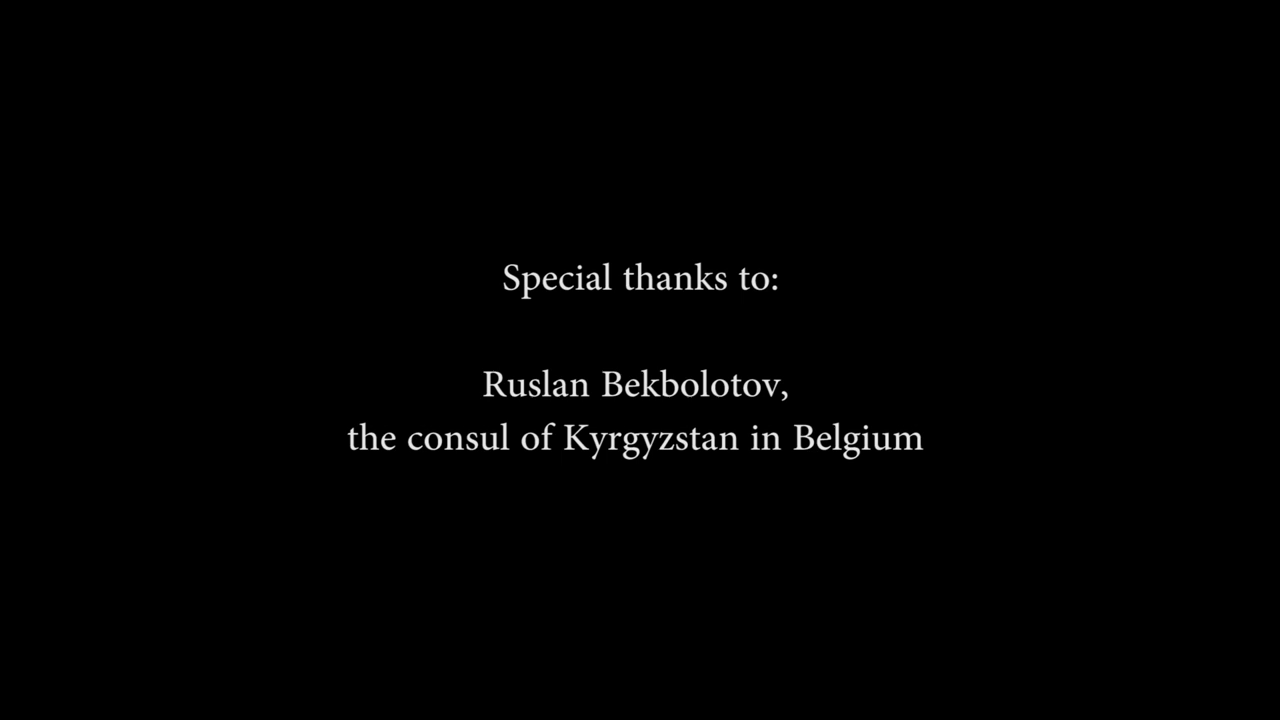 Special thanks to:
Ruslan Bekbolotov,
the consul of Kyrgyzstan in Belgium